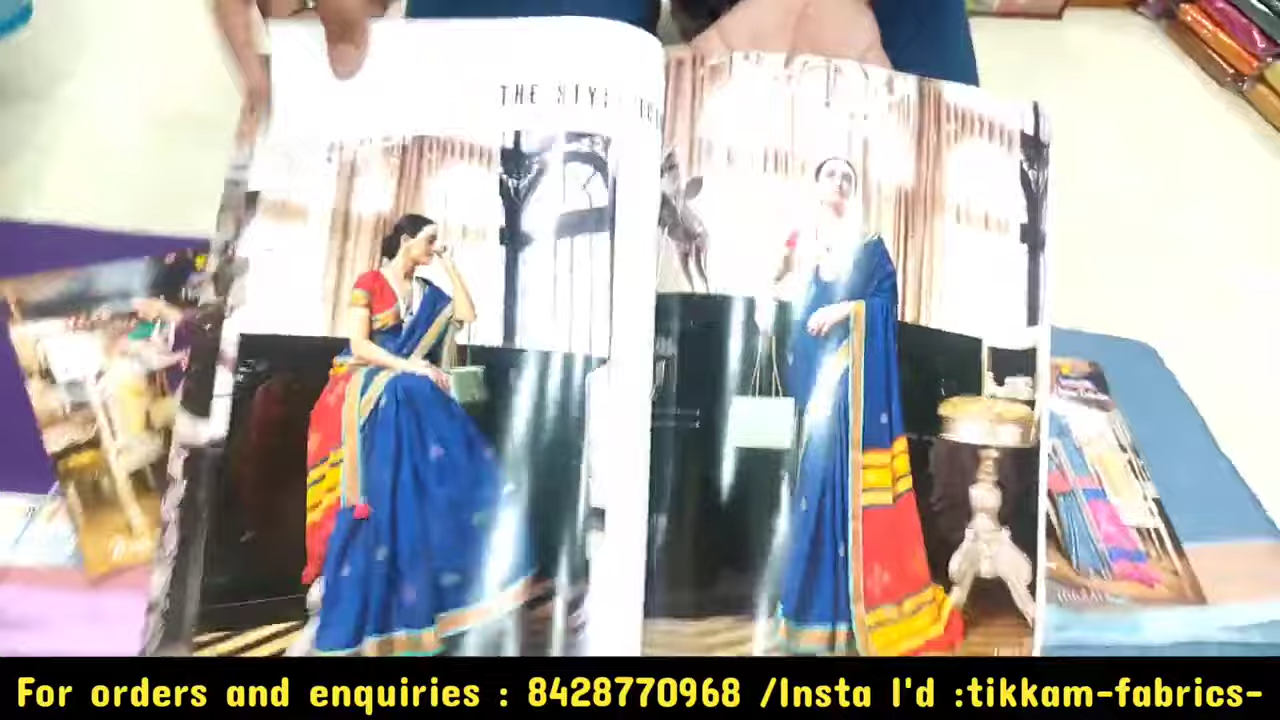 THE STYL
For orders and enquiries : 8428770968 /Insta I'd :tikkam-fabrics-